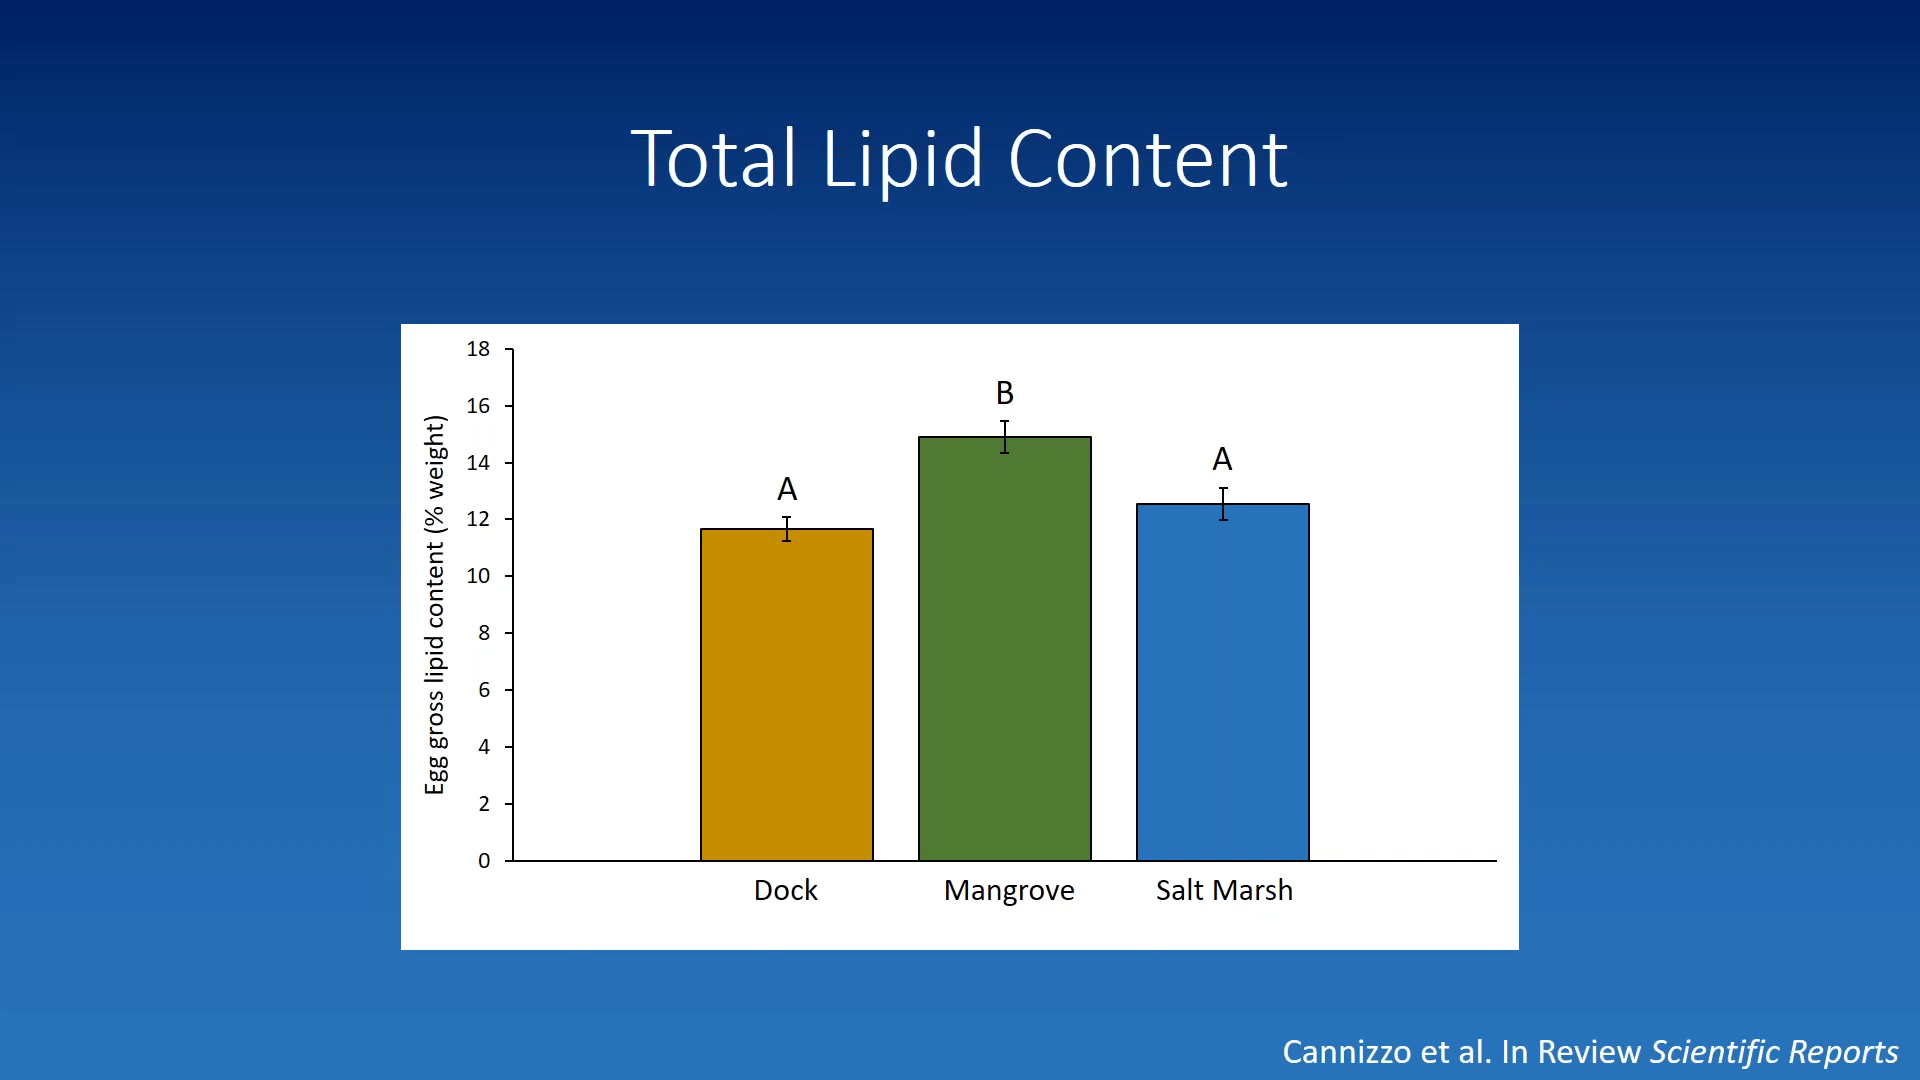 Total Lipid Content
Egg gross lipid content (% weight)
18
16
14
12
10
8
6
4
2
0
A
B
A
Dock
Mangrove
Salt Marsh
Cannizzo et al. In Review Scientific Reports